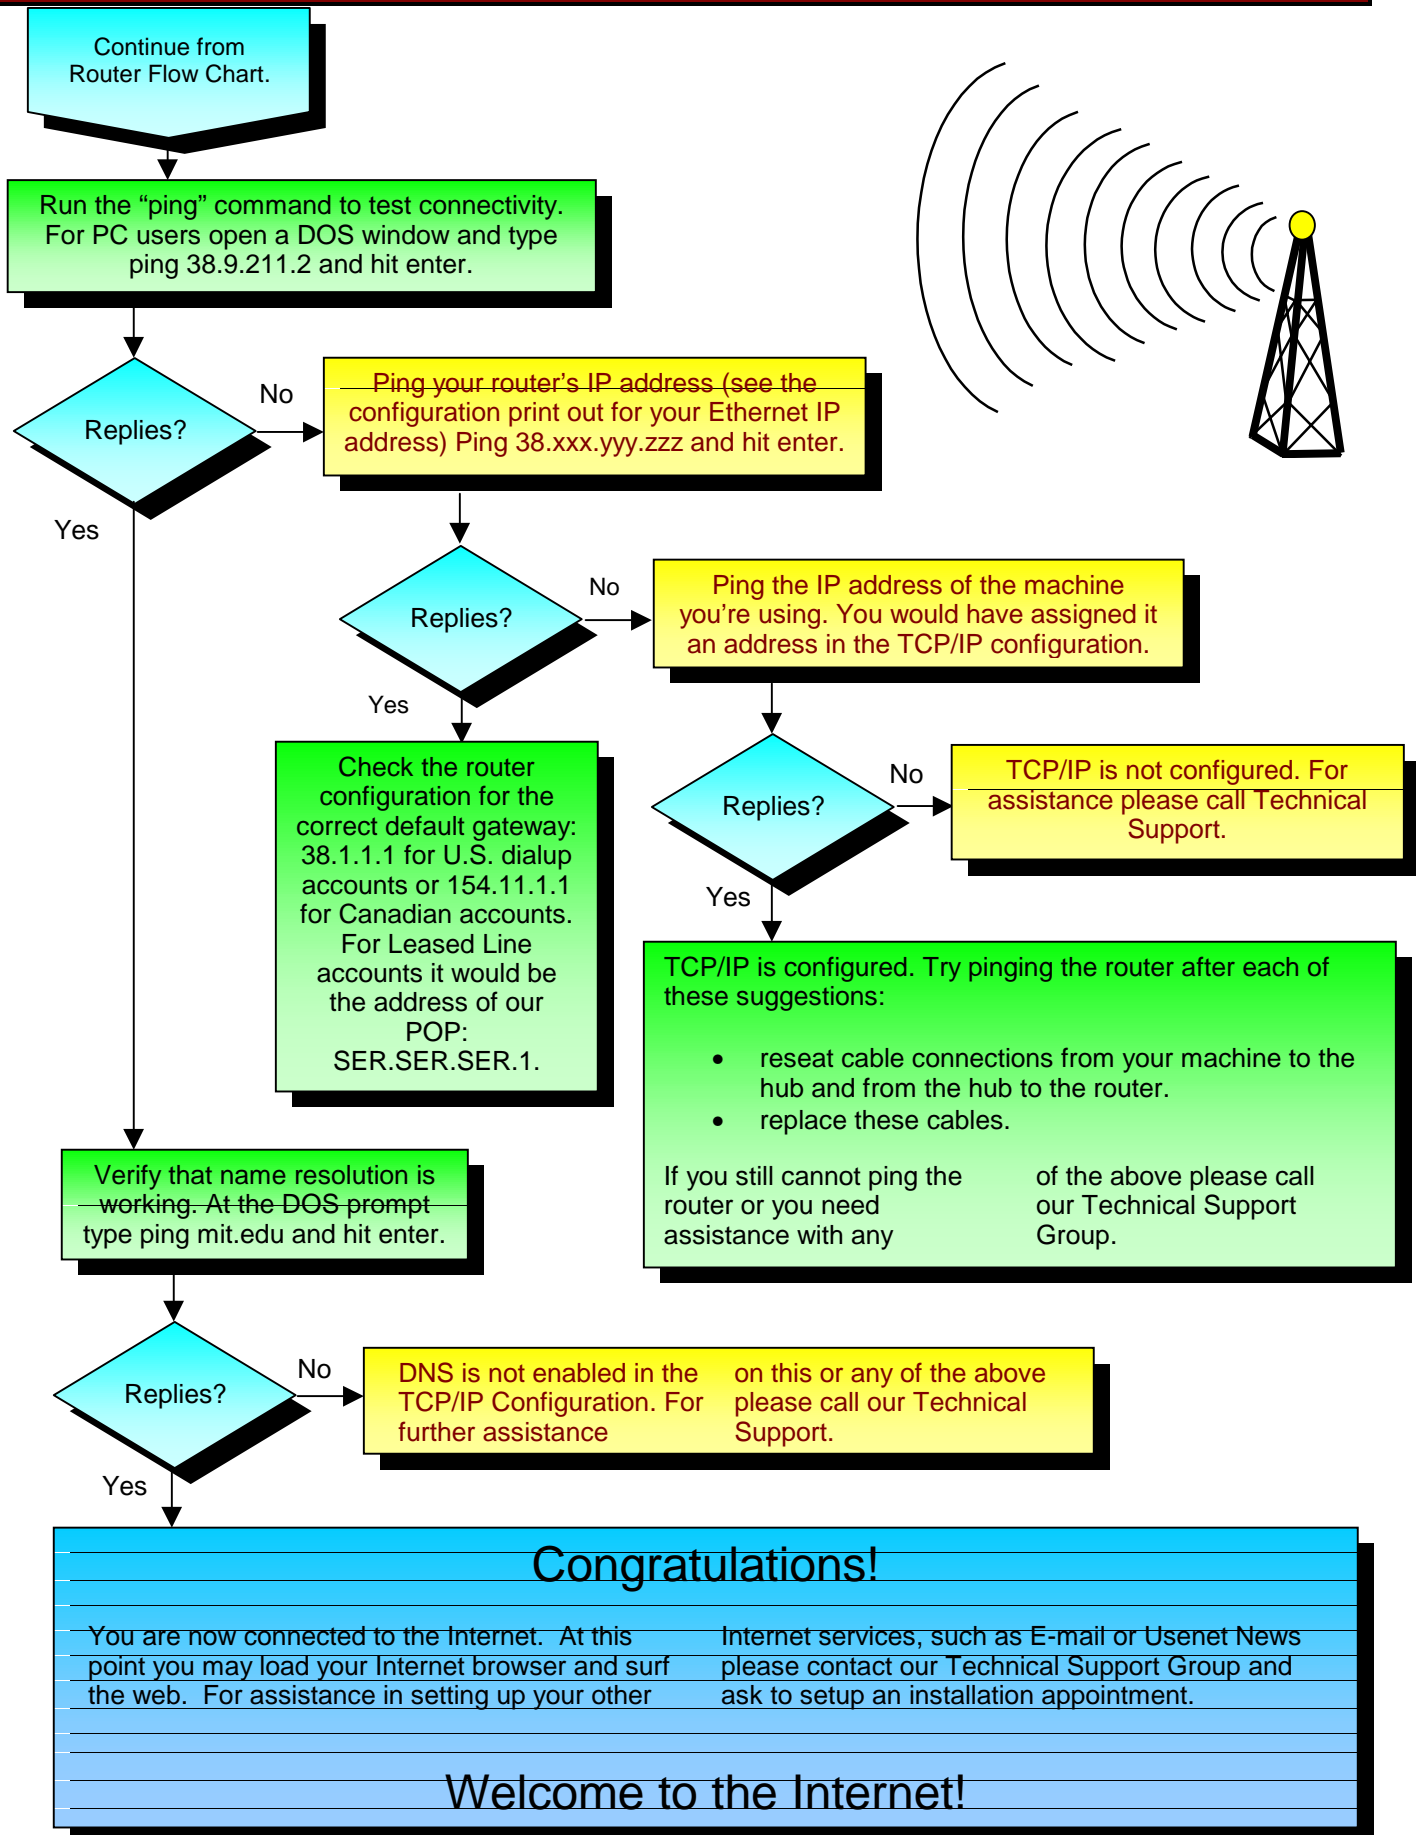 Continue from
Router Flow Chart.
Run the “ping” command to test connectivity.
For PC users open a DOS window and type
ping 38.9.211.2 and hit enter.
Replies?
No
Yes
Ping your router’s IP address (see the
configuration print out for your Ethernet IP
address) Ping 38.xxx.yyy.zzz and hit enter.
Replies?
No
Yes
Ping the IP address of the machine
you’re using. You would have assigned it
an address in the TCP/IP configuration.
Check the router
configuration for the
correct default gateway:
38.1.1.1 for U.S. dialup
accounts or 154.11.1.1
for Canadian accounts.
For Leased Line
accounts it would be
the address of our
POP:
SER.SER.SER.1.
Replies?
No
Yes
TCP/IP is not configured. For
assistance please call Technical
Support.
TCP/IP is configured. Try pinging the router after each of
these suggestions:
• reseat cable connections from your machine to the
hub and from the hub to the router.
• replace these cables.
If you still cannot ping the
router or you need
assistance with any
of the above please call
our Technical Support
Group.
Verify that name resolution is
working. At the DOS prompt
type ping mit.edu and hit enter.
Replies?
No
Yes
DNS is not enabled in the
TCP/IP Configuration. For
further assistance
on this or any of the above
please call our Technical
Support.
Congratulations!
You are now connected to the Internet.  At this
point you may load your Internet browser and surf
the web.  For assistance in setting up your other
Internet services, such as E-mail or Usenet News
please contact our Technical Support Group and
ask to setup an installation appointment.
Welcome to the Internet!